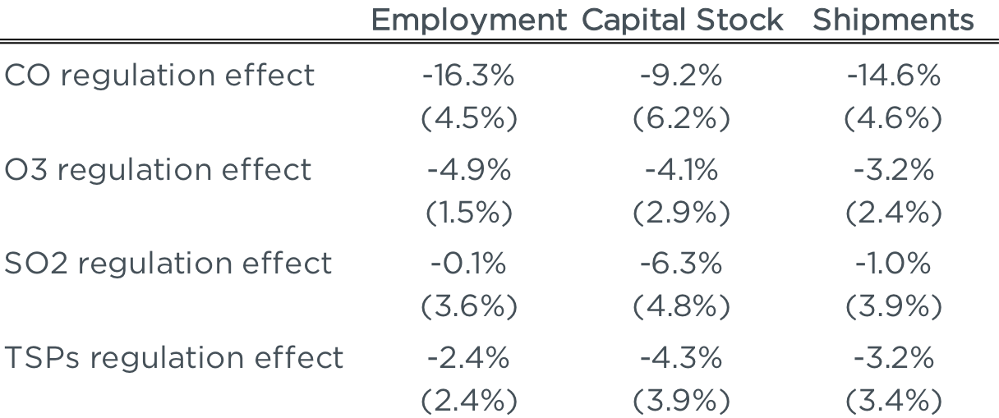 Employment Capital Stock Shipments
CO regulation effect -16.3% -9.2% -14.6%
(4.5%) (6.2%) (4.6%)
O3 regulation effect -4.9% -4.1% -3.2%
(1.5%) (2.9%) (2.4%)
SO2 regulation effect -0.1% -6.3% -1.0%
(3.6%) (4.8%) (3.9%)
TSPs regulation effect -2.4% -4.3% -3.2%
(2.4%) (3.9%) (3.4%)